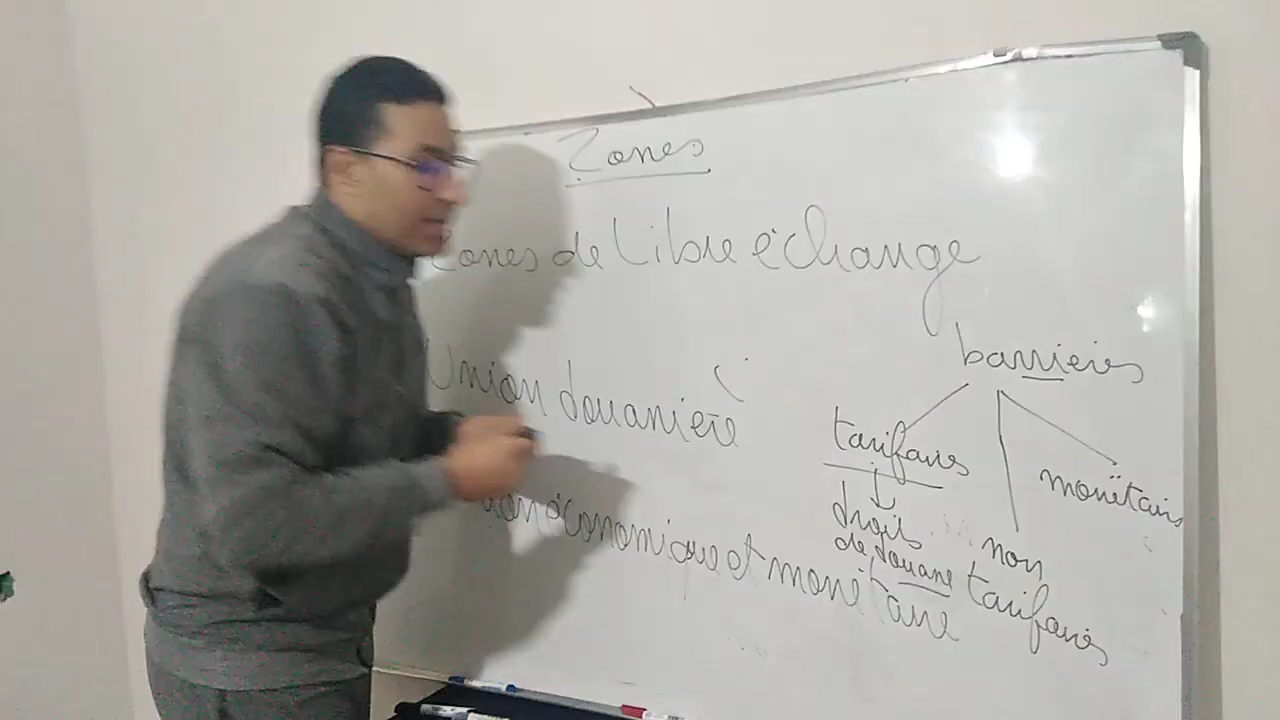 Zones
Zones de libre échange
Union douanière
économique et monétaire
barrières
tarifaires
droits
de douane
non
tarifaires
monétaires